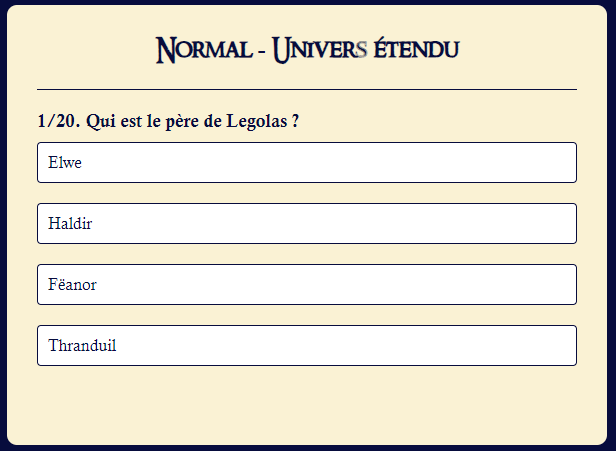 Normal - Univers étendu
1/20. Qui est le père de Legolas ?
Elwe
Haldir
Fëanor
Thranduil